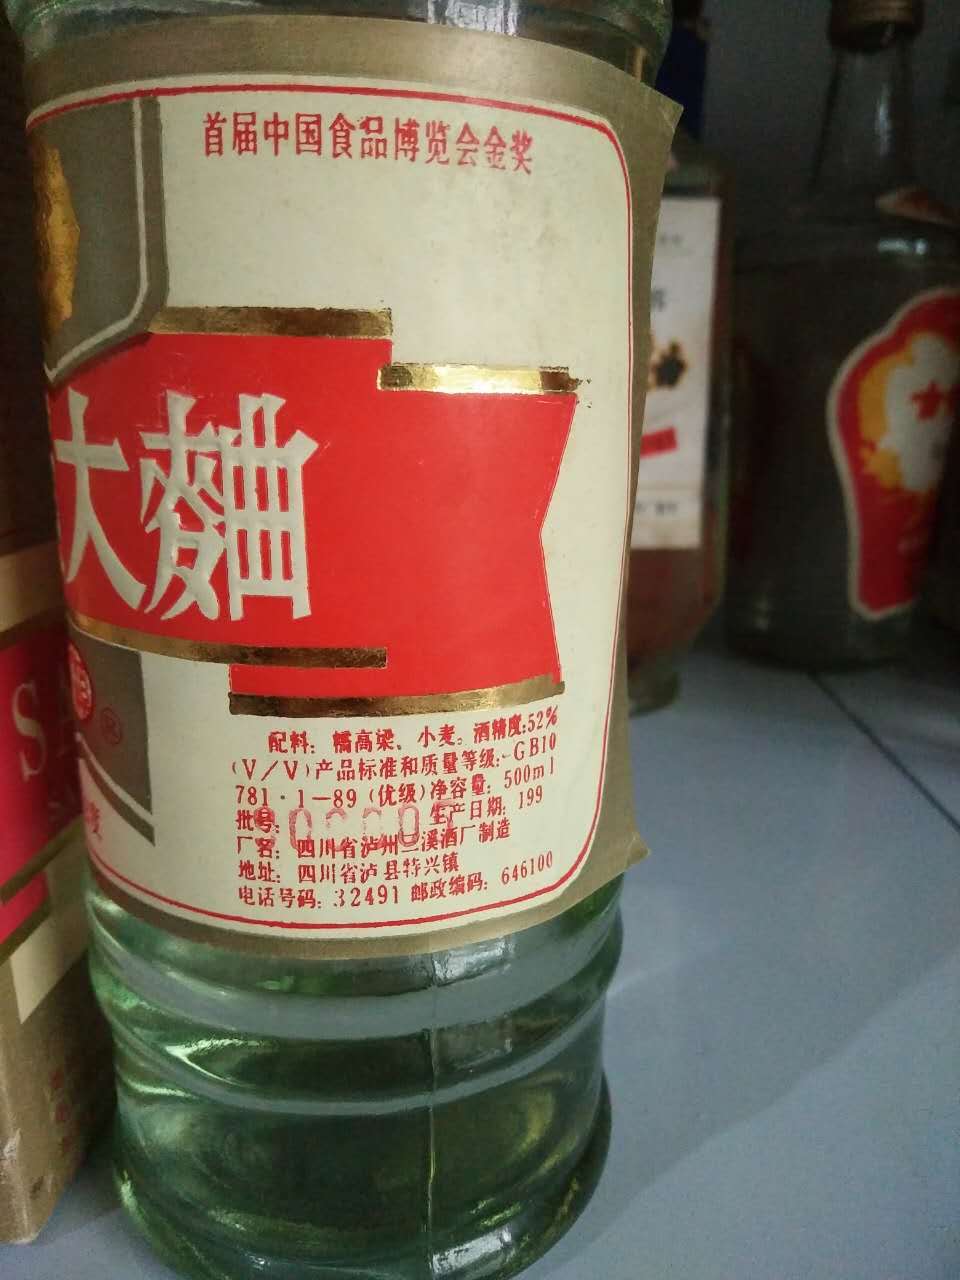 首届中国食品博览会金奖
大麯
配料：糯高粱、小麦。酒精度：52％
（V／V）产品标准和质量等级：GB10
781·1－89（优级）净容量：500ml
批号： 生产日期：199
厂名：四川省泸州三溪酒厂制造
地址：四川省泸县特兴镇
电话号码：32491 邮政编码：646100